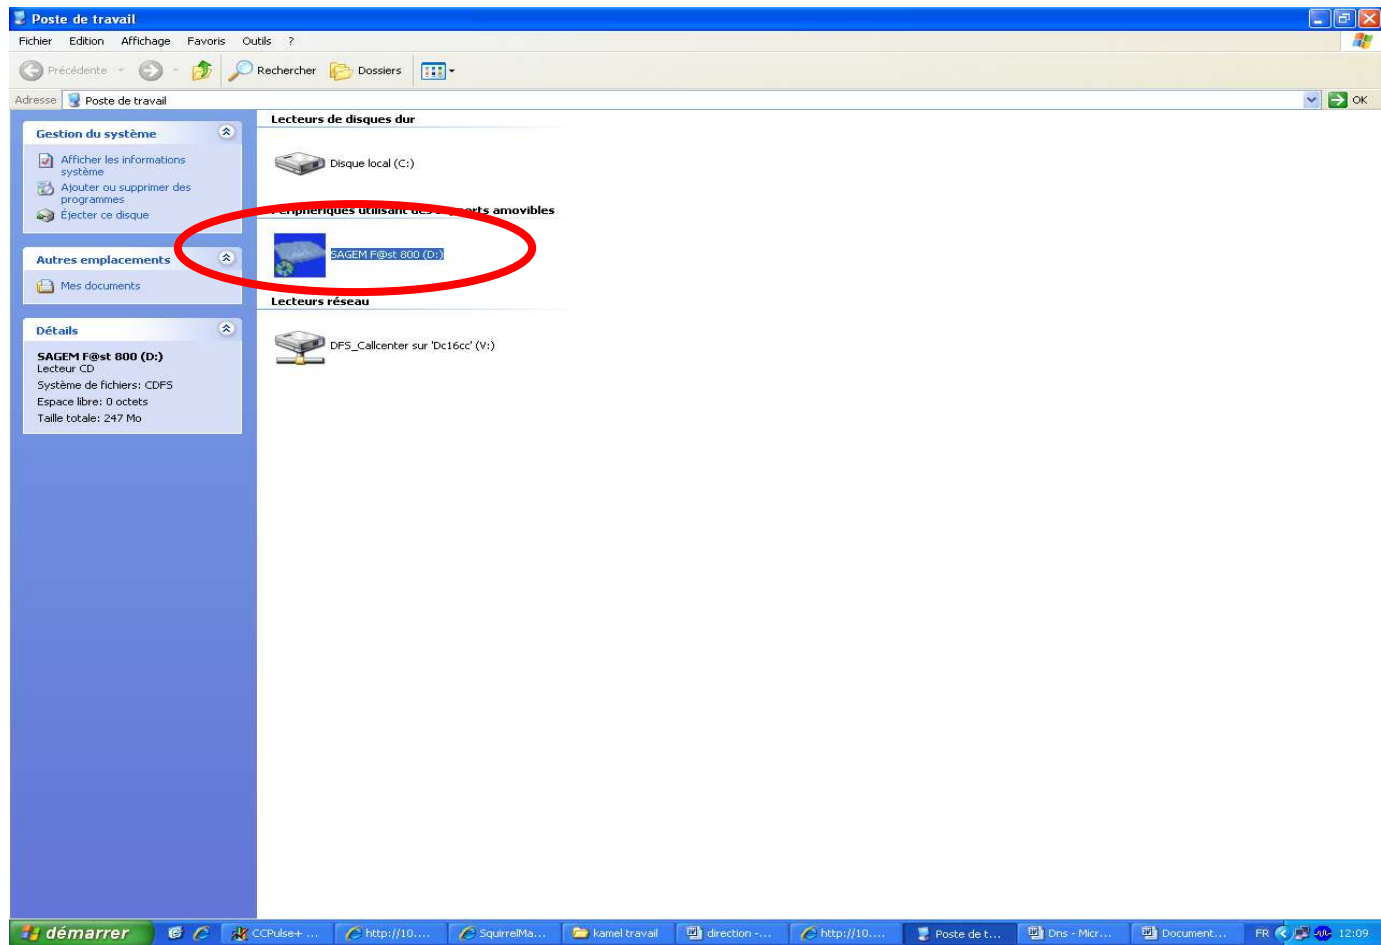 Poste de travail
Fichier Edition Affichage Favoris Outils ?
Précédente Rechercher Dossiers
Adresse Poste de travail OK
Gestion du système
Afficher les informations
système
Ajouter ou supprimer des
programmes
Éjecter ce disque
Autres emplacements
Mes documents
Détails
SAGEM F@st 800 (D:)
Lecteur CD
Système de fichiers: CDFS
Espace libre: 0 octets
Taille totale: 247 Mo
Lecteurs de disques dur
Disque local (C:)
Périphériques utilisant des supports amovibles
SAGEM F@st 800 (D:)
Lecteurs réseau
DFS_Callcenter sur 'Dc16cc' (V:)
démarrer CCPulse+ ... http://10.... SquirrelMa... kamel travail direction -... http://10.... Poste de t... Dns - Micr... Document... FR 12:09